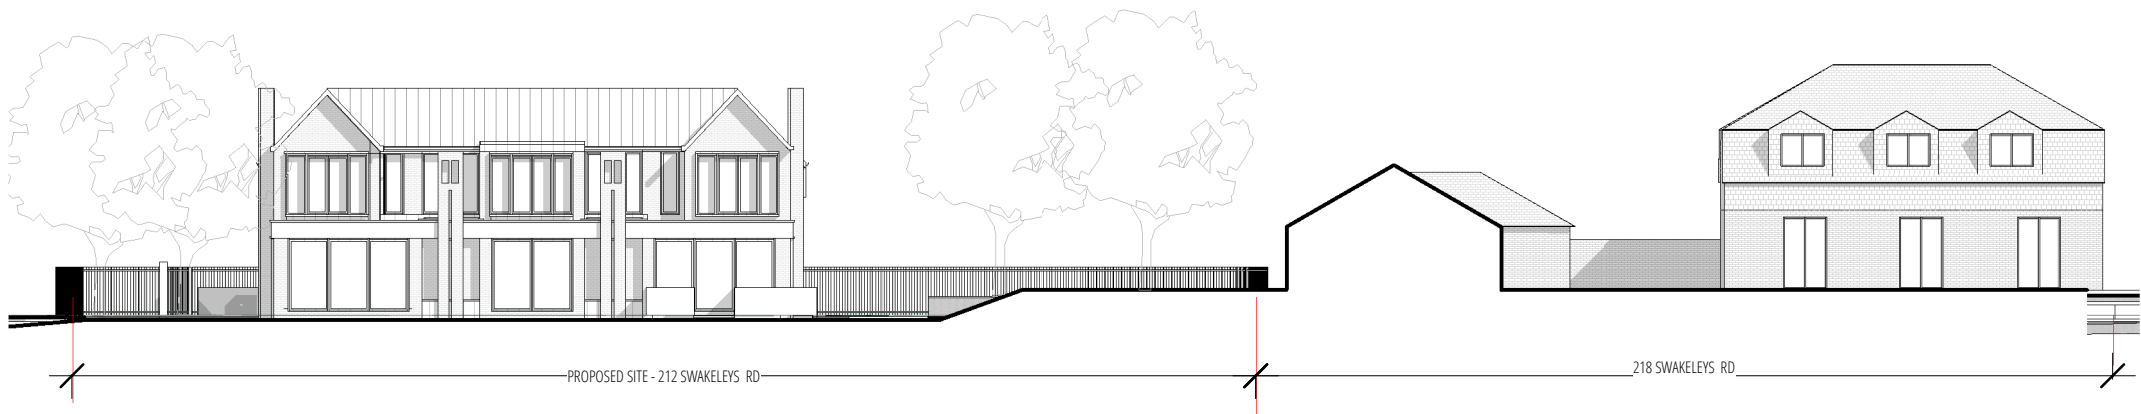 PROPOSED SITE - 212 SWAKELEYS RD
218 SWAKELEYS RD